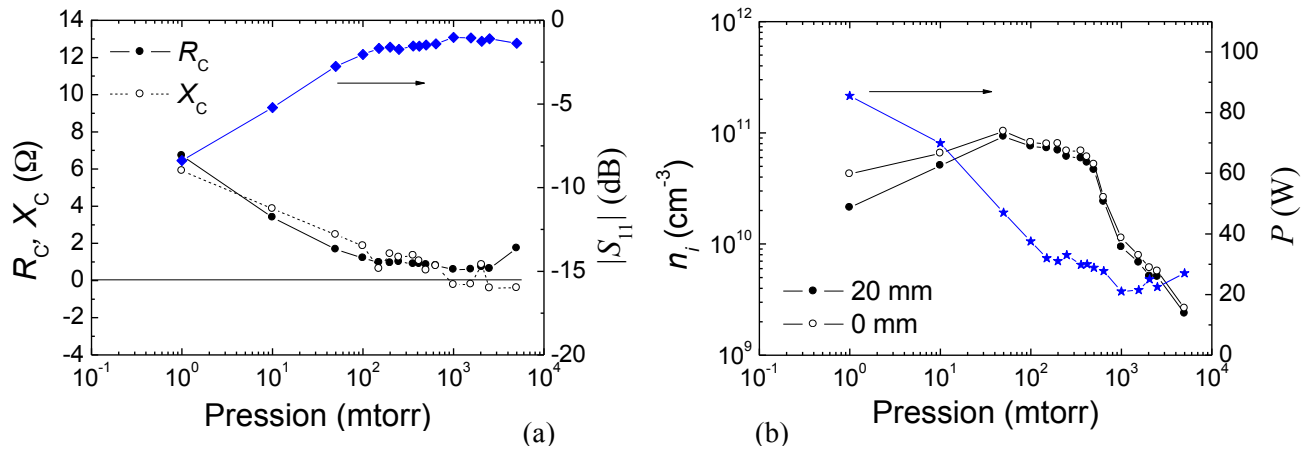 14
12
10
8
6
4
2
0
-2
-4
R_C, X_C (Ω)
R_C
X_C
0
-5
-10
-15
-20
|S_11| (dB)
10^-1 10^0 10^1 10^2 10^3 10^4
Pression (mtorr)
(a)
10^12
10^11
10^10
10^9
n_i (cm^-3)
20 mm
0 mm
100
80
60
40
20
0
P (W)
10^-1 10^0 10^1 10^2 10^3 10^4
Pression (mtorr)
(b)